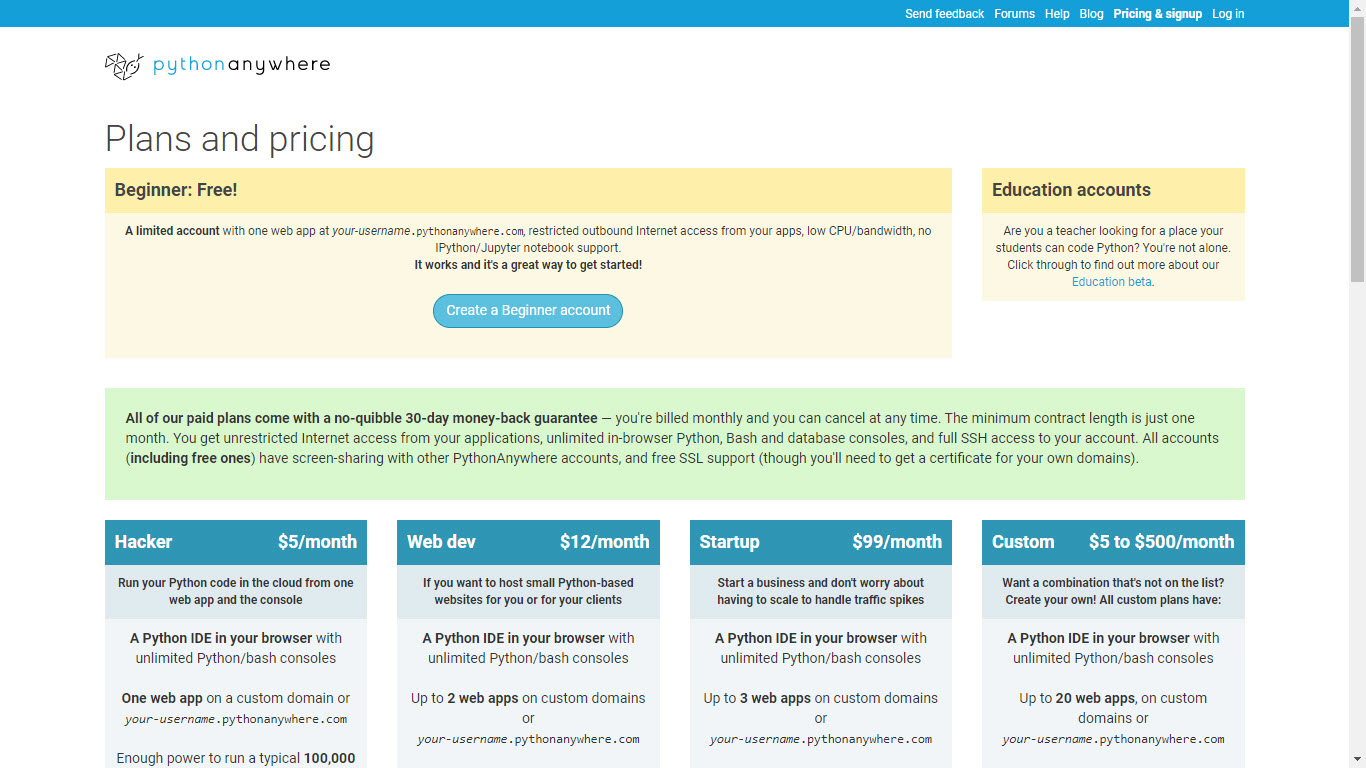 Send feedback Forums Help Blog Pricing & signup Log in
pythonanywhere
Plans and pricing
Beginner: Free!
A limited account with one web app at your-username.pythonanywhere.com, restricted outbound Internet access from your apps, low CPU/bandwidth, no
IPython/Jupyter notebook support.
It works and it's a great way to get started!
Create a Beginner account
Education accounts
Are you a teacher looking for a place your
students can code Python? You're not alone.
Click through to find out more about our
Education beta.
All of our paid plans come with a no-quibble 30-day money-back guarantee — you're billed monthly and you can cancel at any time. The minimum contract length is just one
month. You get unrestricted Internet access from your applications, unlimited in-browser Python, Bash and database consoles, and full SSH access to your account. All accounts
(including free ones) have screen-sharing with other PythonAnywhere accounts, and free SSL support (though you'll need to get a certificate for your own domains).
Hacker $5/month
Run your Python code in the cloud from one
web app and the console
A Python IDE in your browser with
unlimited Python/bash consoles
One web app on a custom domain or
your-username.pythonanywhere.com
Enough power to run a typical 100,000
Web dev $12/month
If you want to host small Python-based
websites for you or for your clients
A Python IDE in your browser with
unlimited Python/bash consoles
Up to 2 web apps on custom domains
or
your-username.pythonanywhere.com
Startup $99/month
Start a business and don't worry about
having to scale to handle traffic spikes
A Python IDE in your browser with
unlimited Python/bash consoles
Up to 3 web apps on custom domains
or
your-username.pythonanywhere.com
Custom $5 to $500/month
Want a combination that's not on the list?
Create your own! All custom plans have:
A Python IDE in your browser with
unlimited Python/bash consoles
Up to 20 web apps, on custom
domains or
your-username.pythonanywhere.com